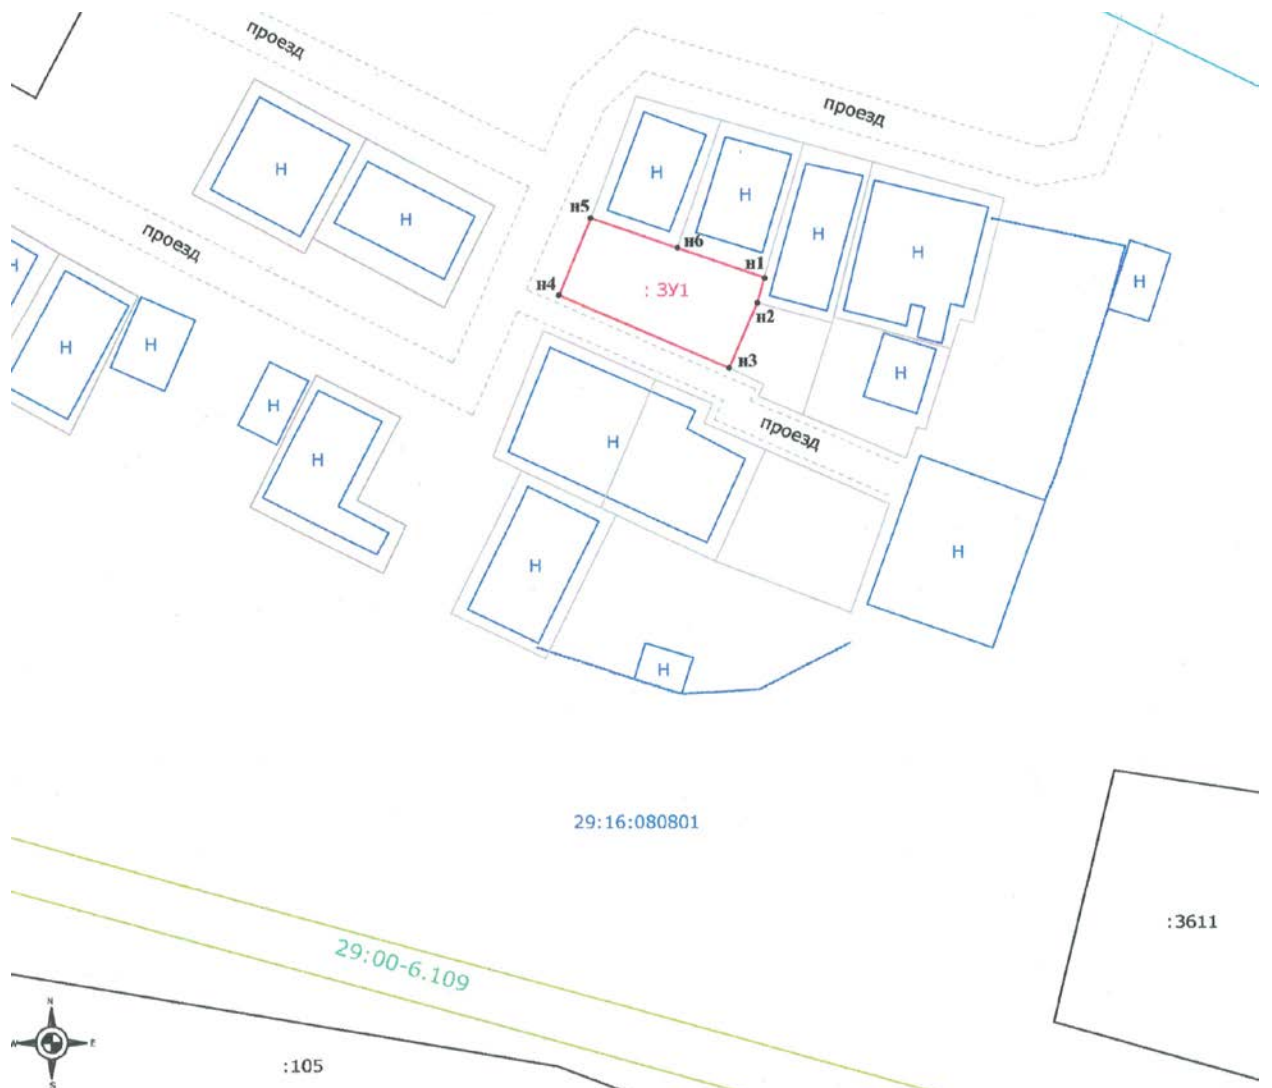 проезд
проезд
Н
Н
Н
Н
н5
проезд
н6
н1
Н
Н
: ЗУ1
н4
н2
Н
Н
Н
Н
Н
н3
Н
Н
Н
проезд
Н
Н
Н
Н
Н
29:16:080801
:3611
29:00-6.109
N
W
E
S
:105